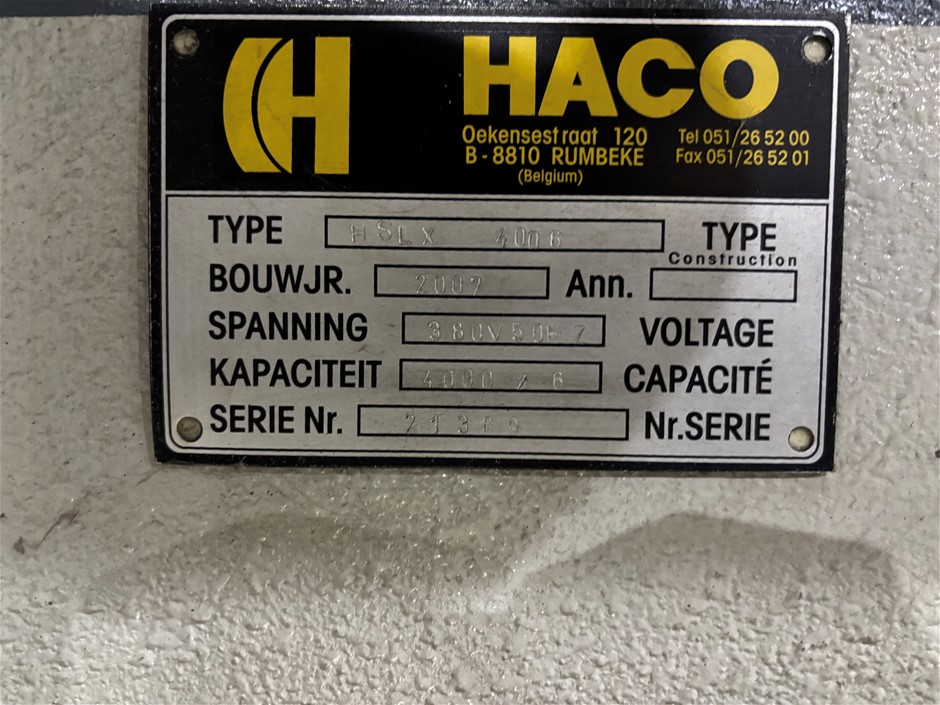 HACO
Oekensestraat 120 Tel 051/26 52 00
B-8810 RUMBEKE Fax 051/26 52 01
(Belgium)
TYPE HSLX 4006 TYPE
Construction
BOUWJR. Ann.
SPANNING 380V50HZ VOLTAGE
KAPACITEIT 4000/6 CAPACITÉ
SERIE Nr. Nr.SERIE